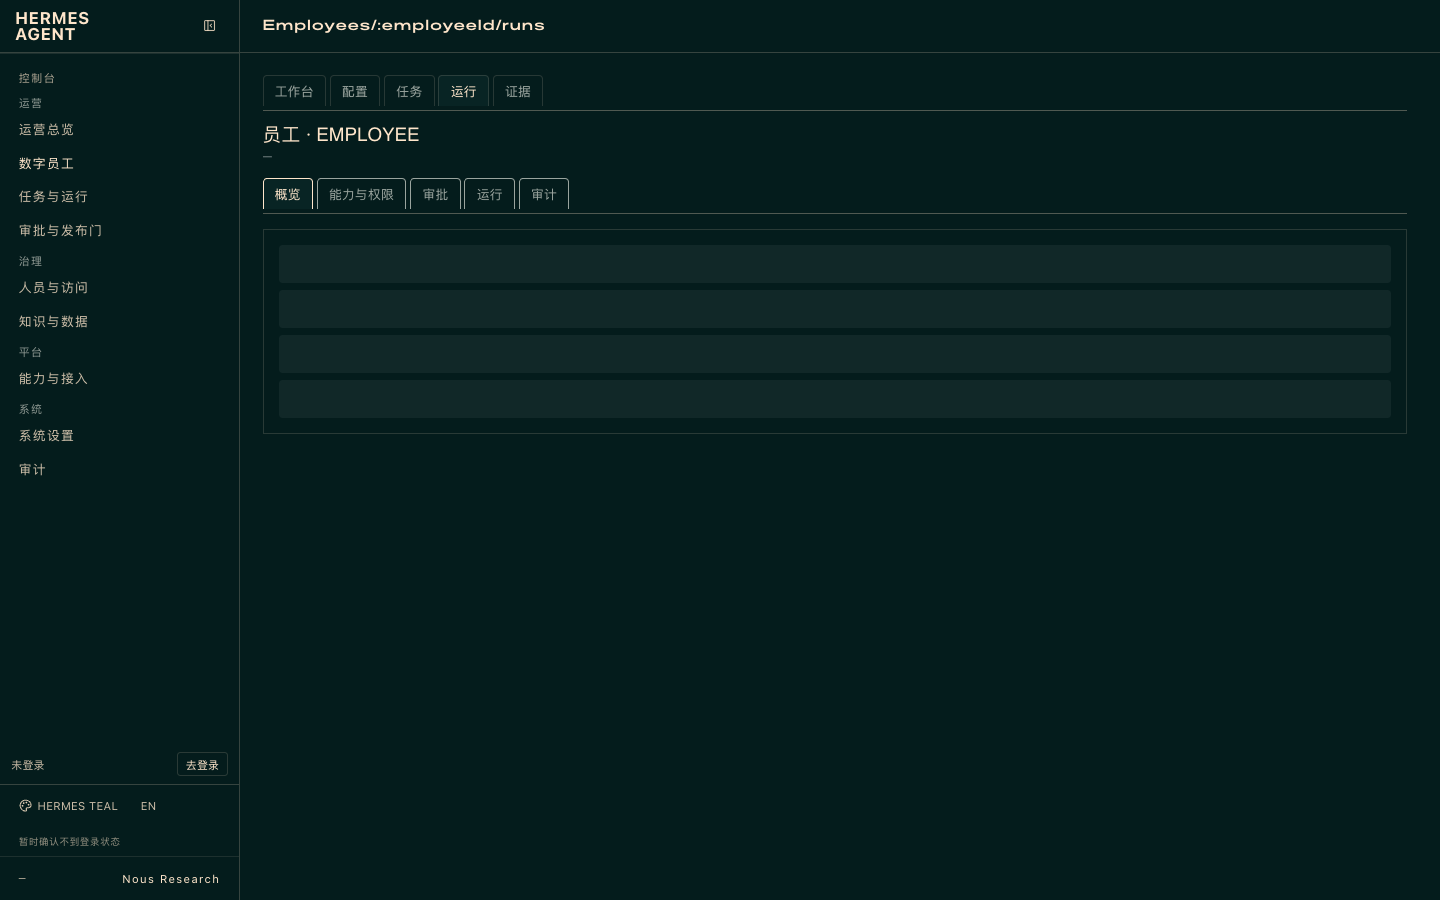 HERMES
AGENT
Employees/:employeeId/runs
控制台
运营
运营总览
数字员工
任务与运行
审批与发布门
治理
人员与访问
知识与数据
平台
能力与接入
系统
系统设置
审计
未登录
去登录
HERMES TEAL
EN
暂时确认不到登录状态
—
Nous Research
工作台
配置
任务
运行
证据
员工 · EMPLOYEE
—
概览
能力与权限
审批
运行
审计